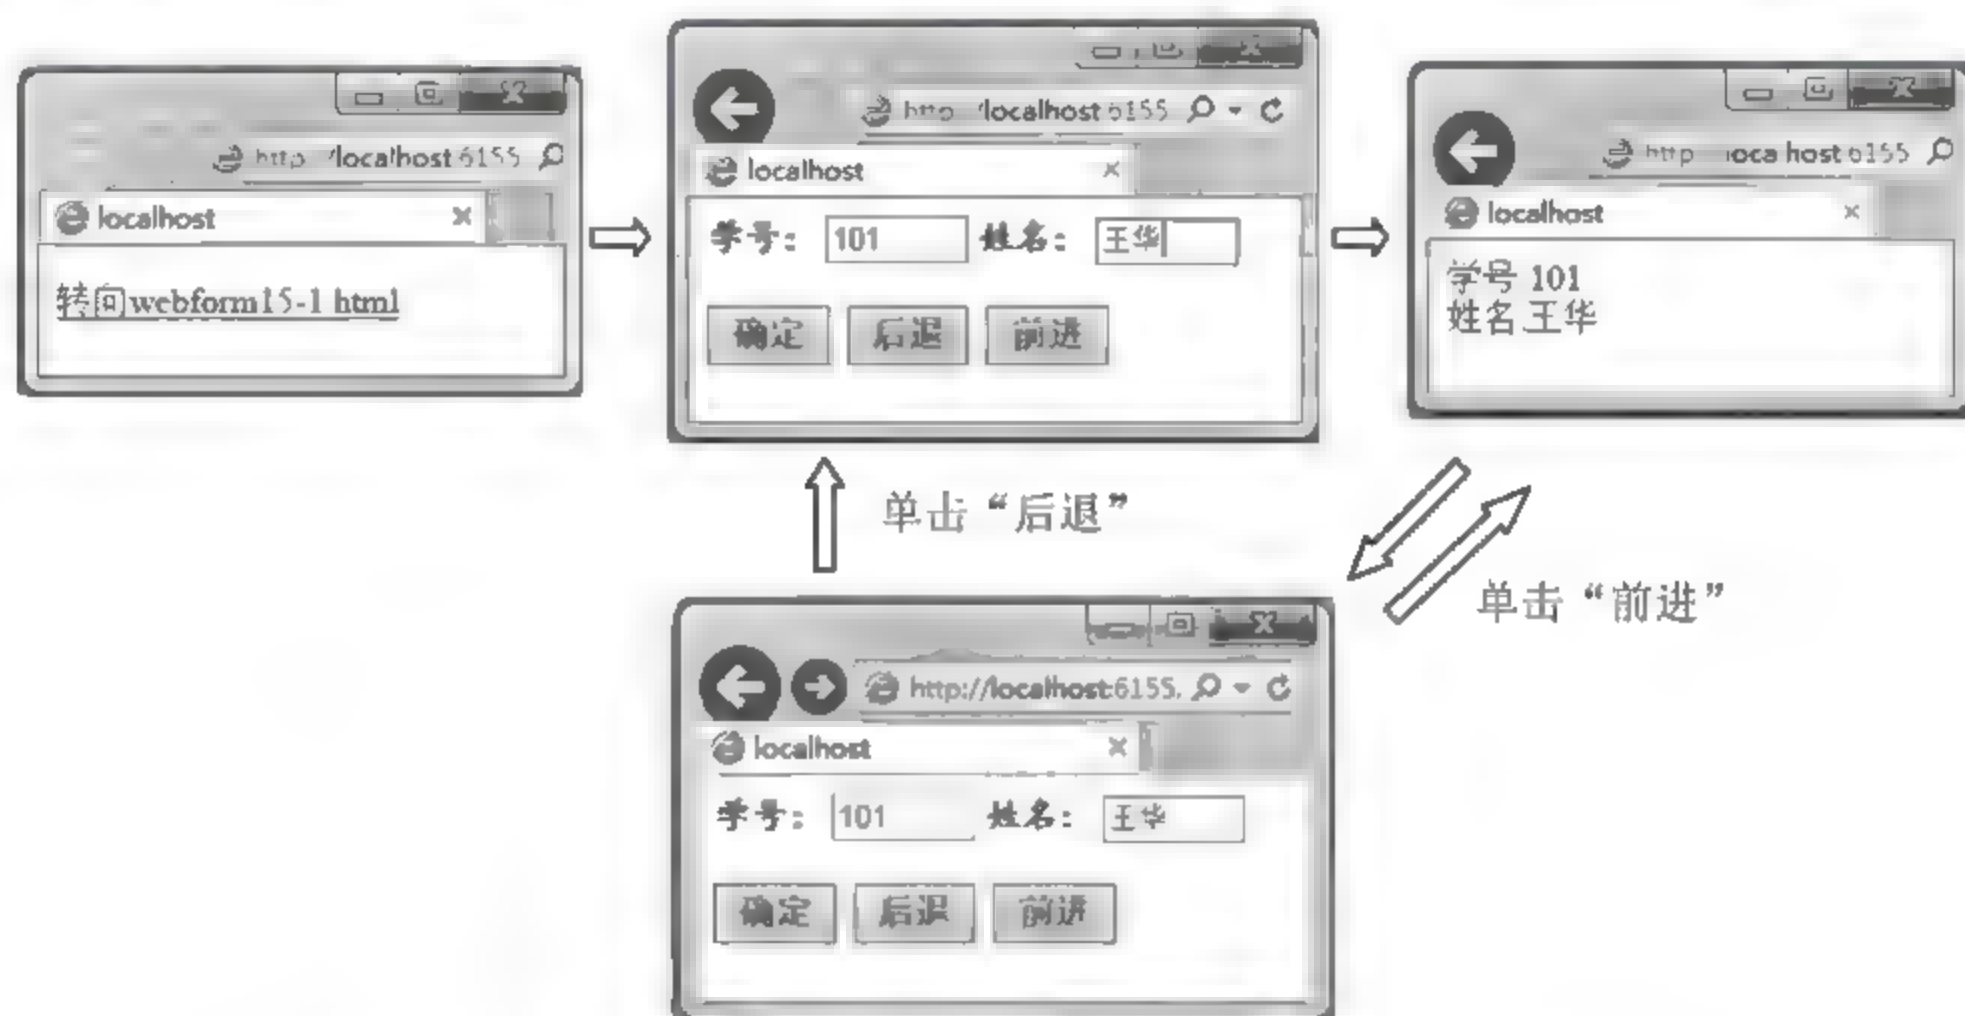 http /localhost 6155
localhost
转向webform15-1 html
http /localhost 6155
localhost
学号： 101 姓名： 王华
确定 后退 前进
http ocalhost 6155
localhost
学号 101
姓名 王华
单击“后退”
单击“前进”
http://localhost:6155.
localhost
学号： 101 姓名： 王华
确定 后退 前进